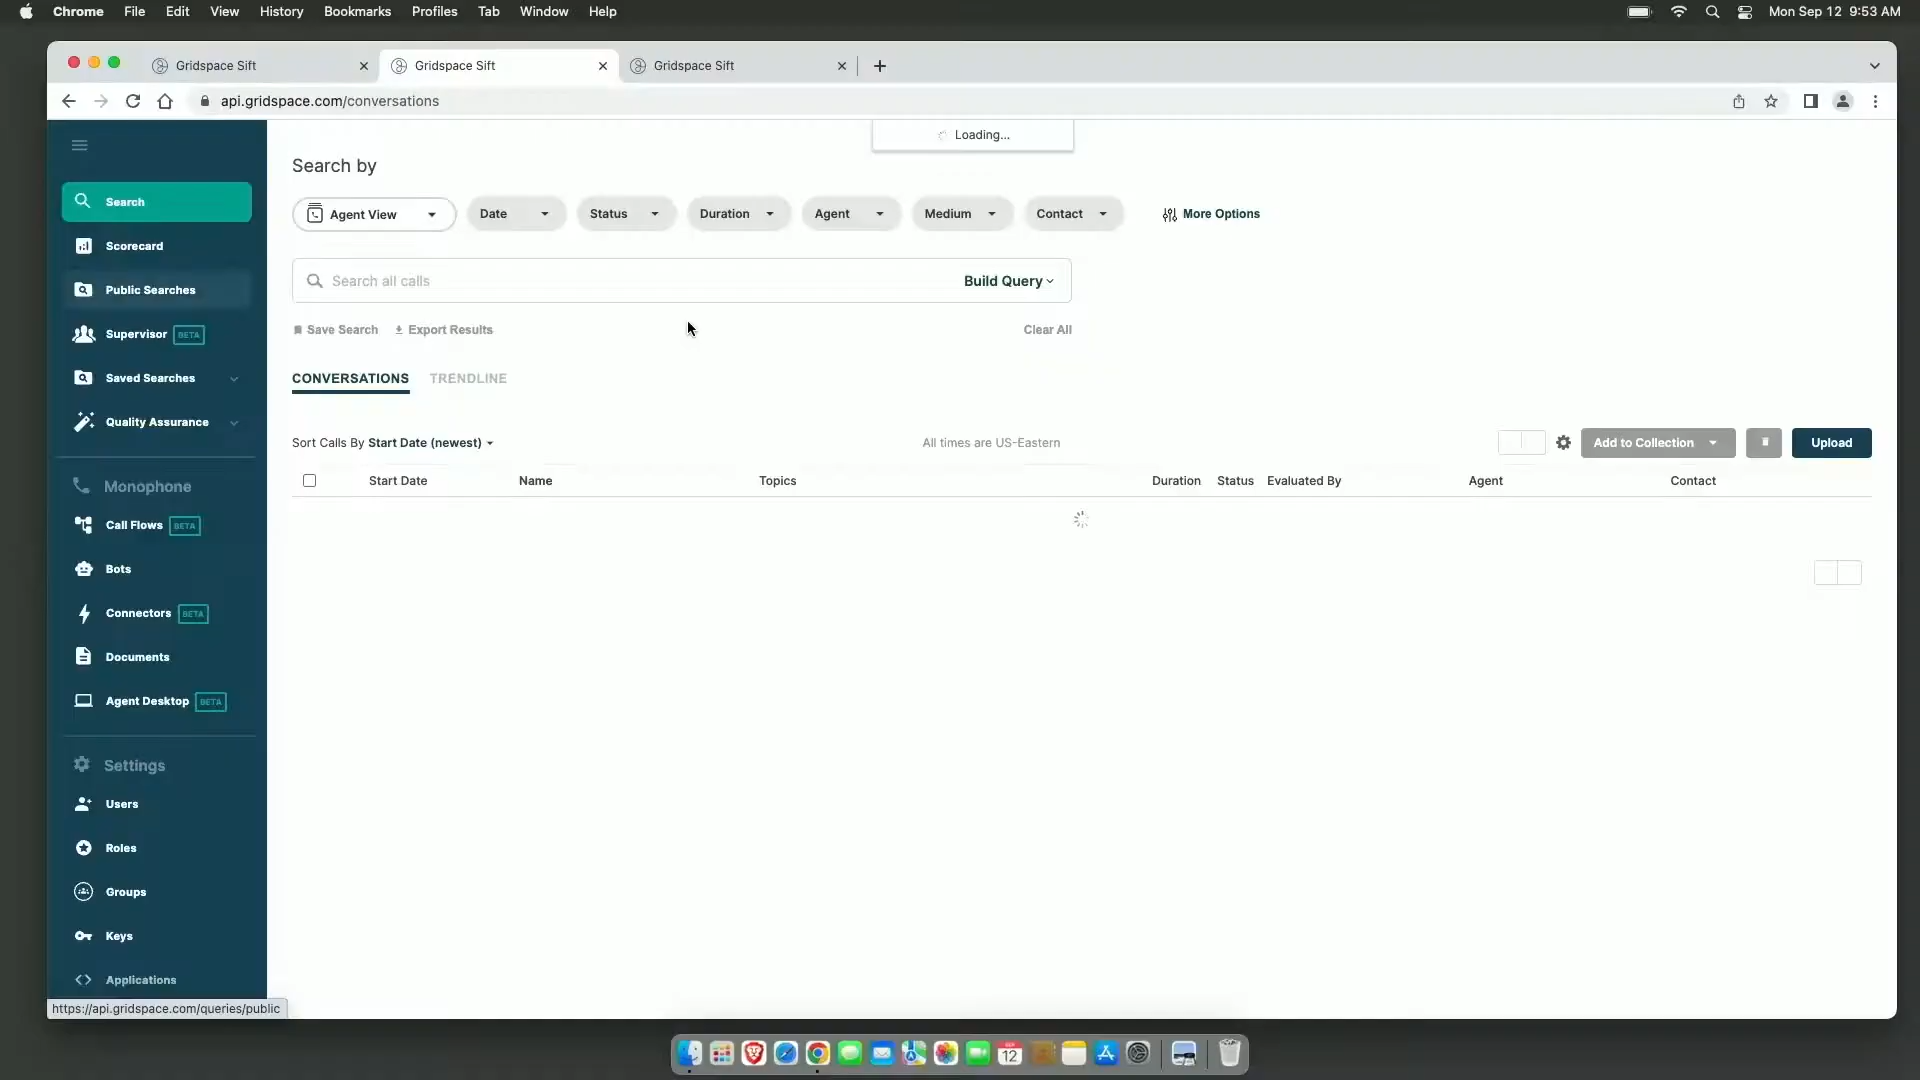 Chrome File Edit View History Bookmarks Profiles Tab Window Help Mon Sep 12 9:53 AM
Gridspace Sift Gridspace Sift Gridspace Sift
api.gridspace.com/conversations
Loading...
Search by
Agent View Date Status Duration Agent Medium Contact More Options
Search all calls Build Query
Save Search Export Results Clear All
CONVERSATIONS TRENDLINE
Sort Calls By Start Date (newest) All times are US-Eastern Add to Collection Upload
Start Date Name Topics Duration Status Evaluated By Agent Contact
Search
Scorecard
Public Searches
Supervisor BETA
Saved Searches
Quality Assurance
Monophone
Call Flows BETA
Bots
Connectors BETA
Documents
Agent Desktop BETA
Settings
Users
Roles
Groups
Keys
Applications
https://api.gridspace.com/queries/public
SEP
12